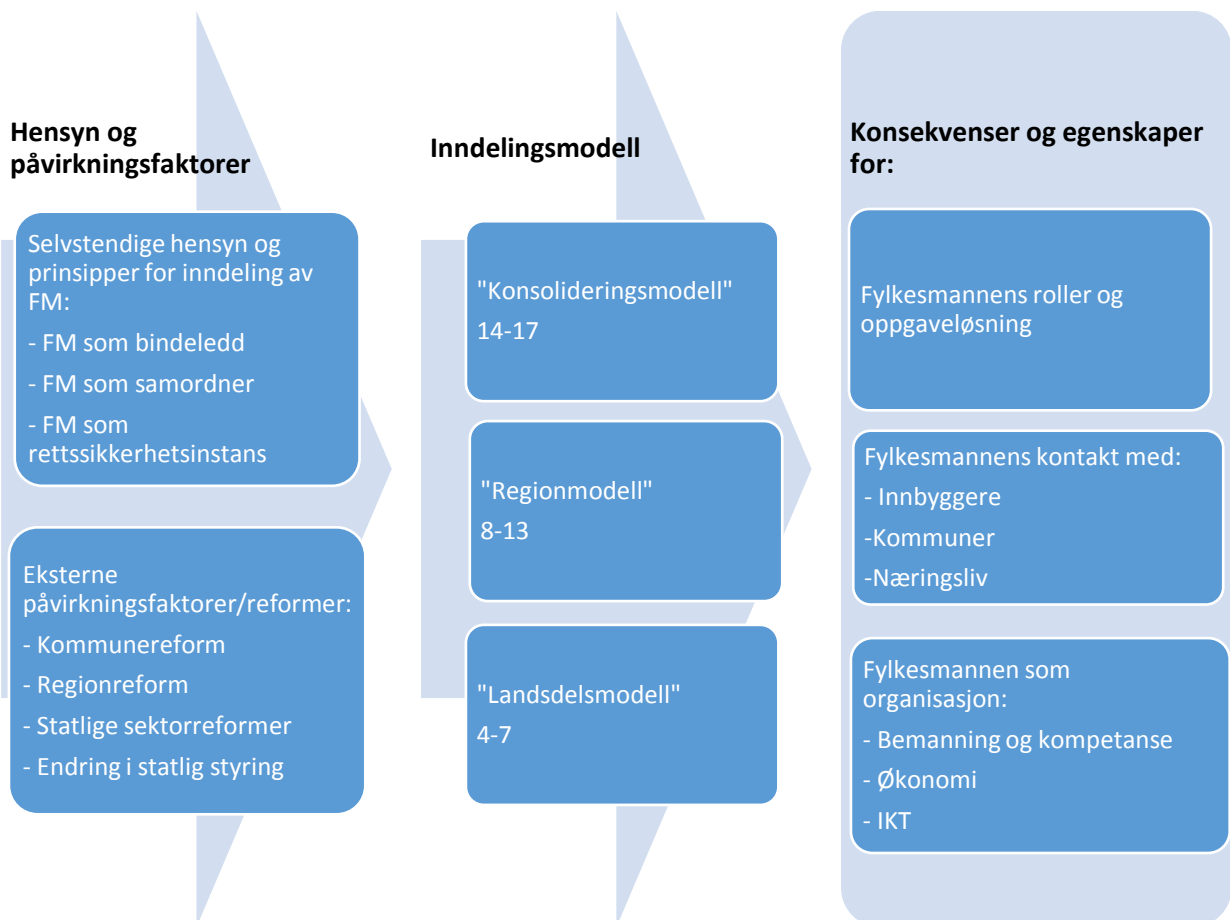 Hensyn og
påvirkningsfaktorer
Selvstendige hensyn og
prinsipper for inndeling av
FM:
- FM som bindeledd
- FM som samordner
- FM som
rettssikkerhetsinstans
Eksterne
påvirkningsfaktorer/reformer:
- Kommunereform
- Regionreform
- Statlige sektorreformer
- Endring i statlig styring
Inndelingsmodell
"Konsolideringsmodell"
14-17
"Regionmodell"
8-13
"Landsdelsmodell"
4-7
Konsekvenser og egenskaper
for:
Fylkesmannens roller og
oppgaveløsning
Fylkesmannens kontakt med:
- Innbyggere
-Kommuner
-Næringsliv
Fylkesmannen som
organisasjon:
- Bemanning og kompetanse
- Økonomi
- IKT